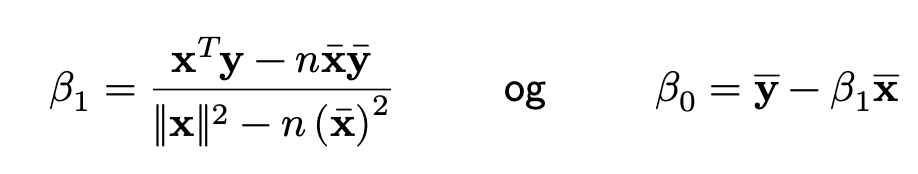 β₁ = (𝐱ᵀ𝐲 − n𝐱̄𝐲̄) / (‖𝐱‖² − n(𝐱̄)²) og β₀ = 𝐲̄ − β₁𝐱̄